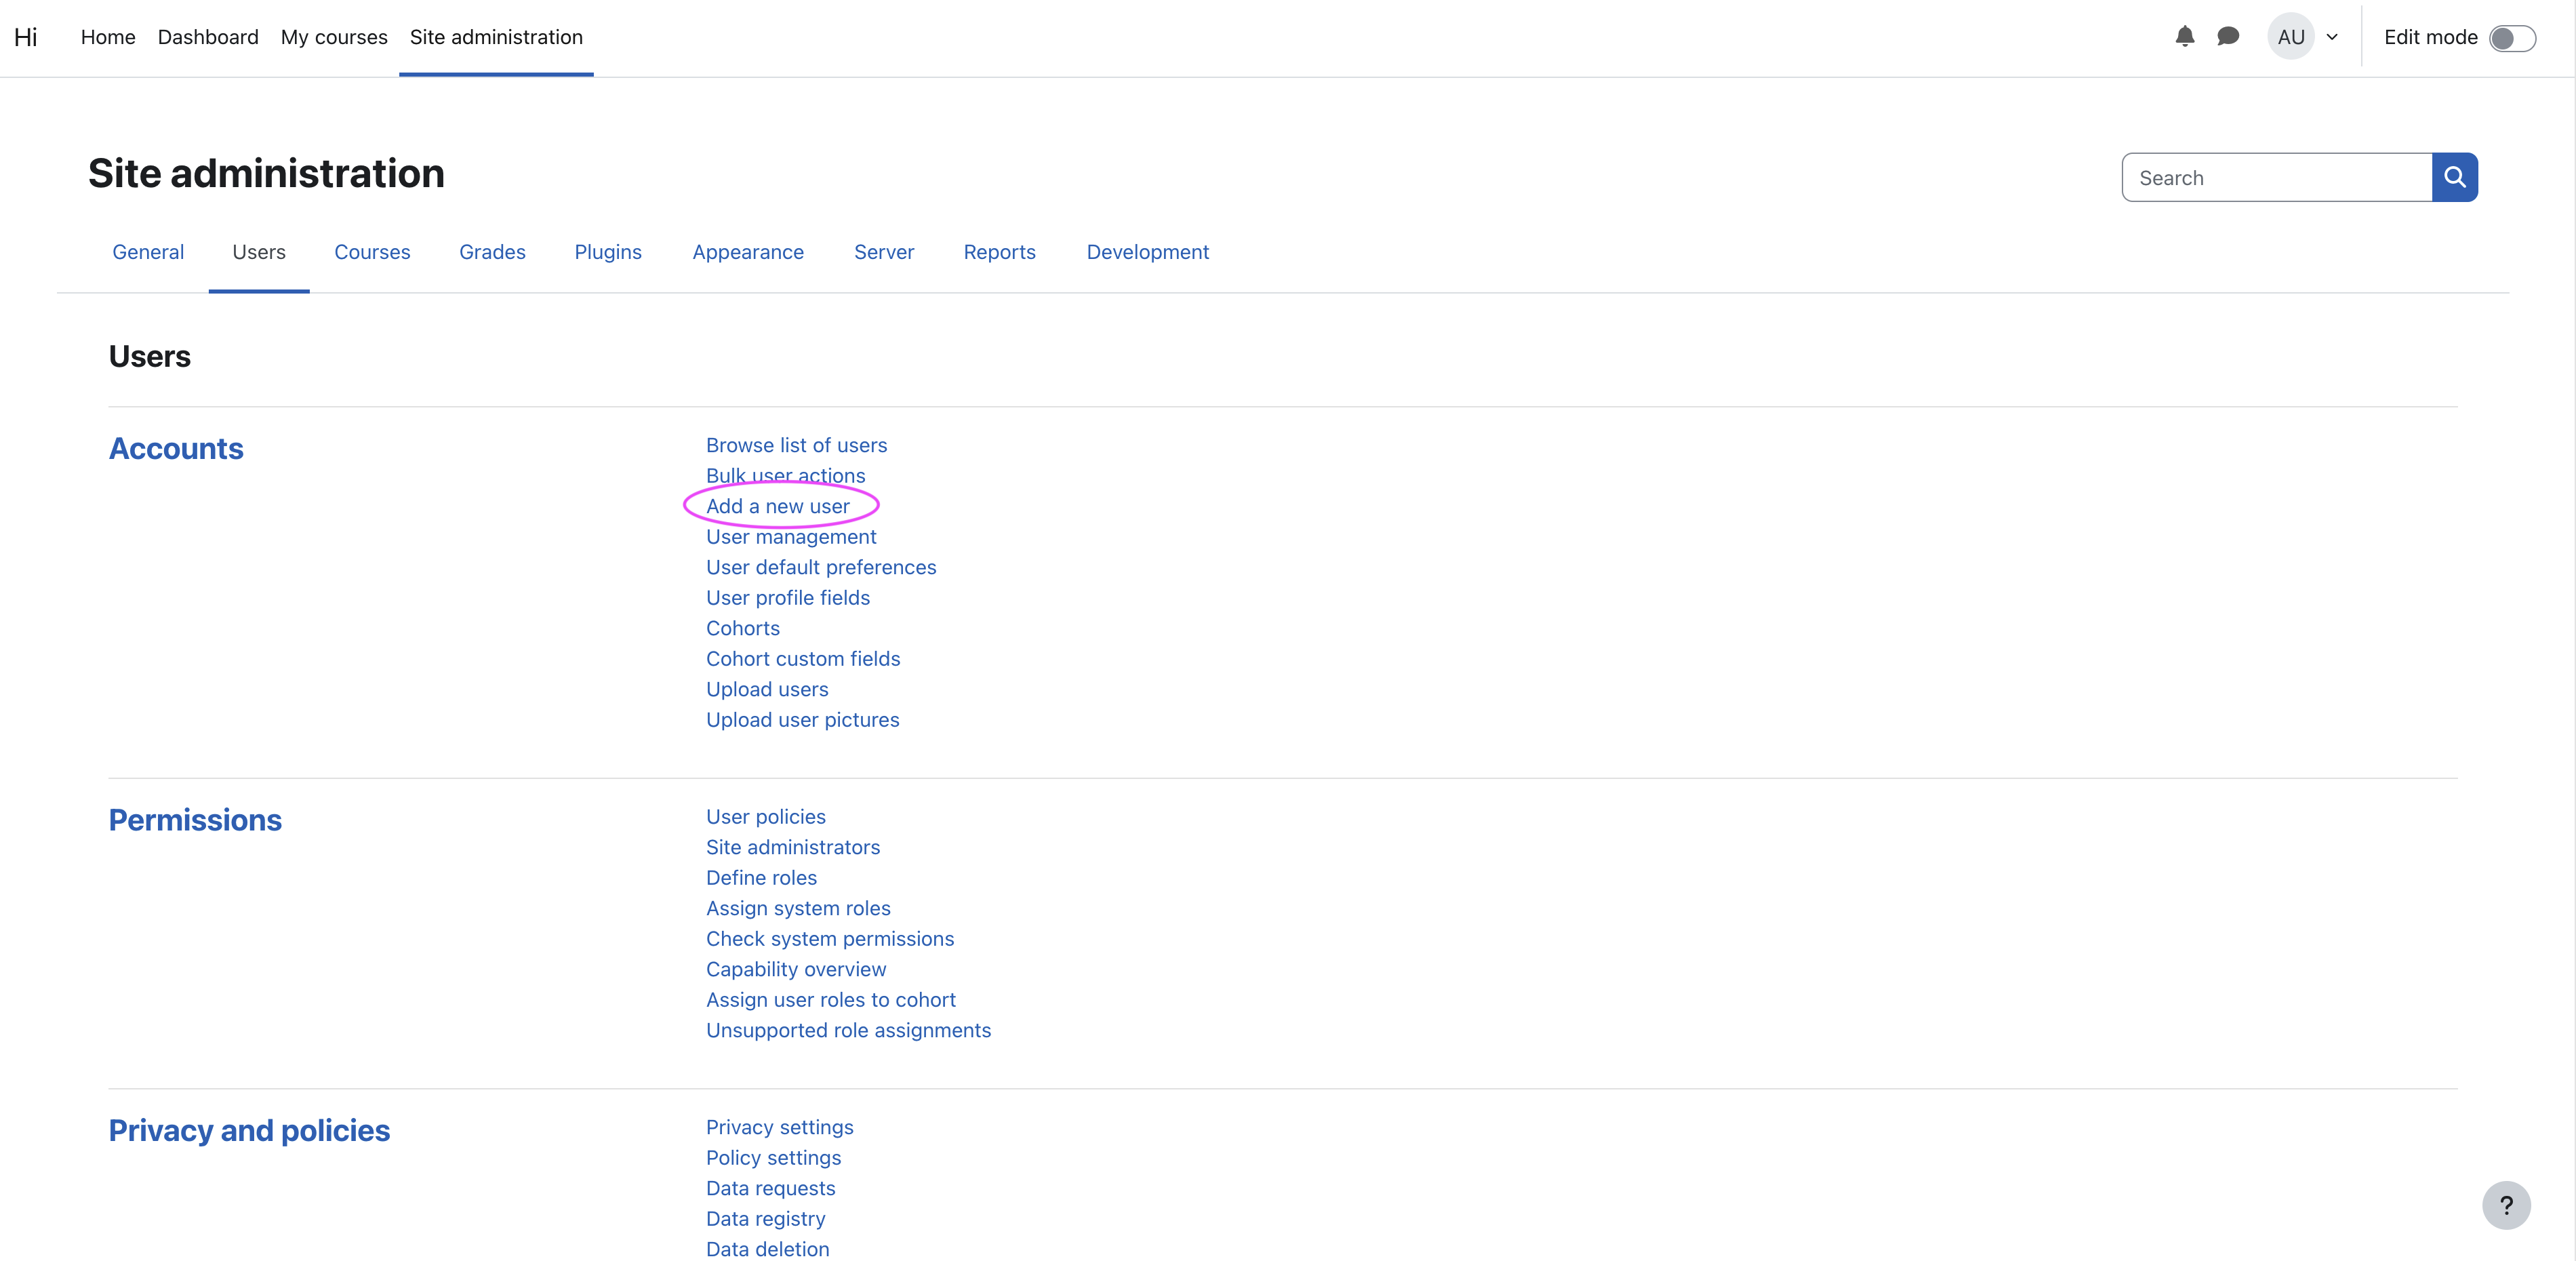 Hi Home Dashboard My courses Site administration AU Edit mode
Site administration
Search
General Users Courses Grades Plugins Appearance Server Reports Development
Users
Accounts
Browse list of users
Bulk user actions
Add a new user
User management
User default preferences
User profile fields
Cohorts
Cohort custom fields
Upload users
Upload user pictures
Permissions
User policies
Site administrators
Define roles
Assign system roles
Check system permissions
Capability overview
Assign user roles to cohort
Unsupported role assignments
Privacy and policies
Privacy settings
Policy settings
Data requests
Data registry
Data deletion
?